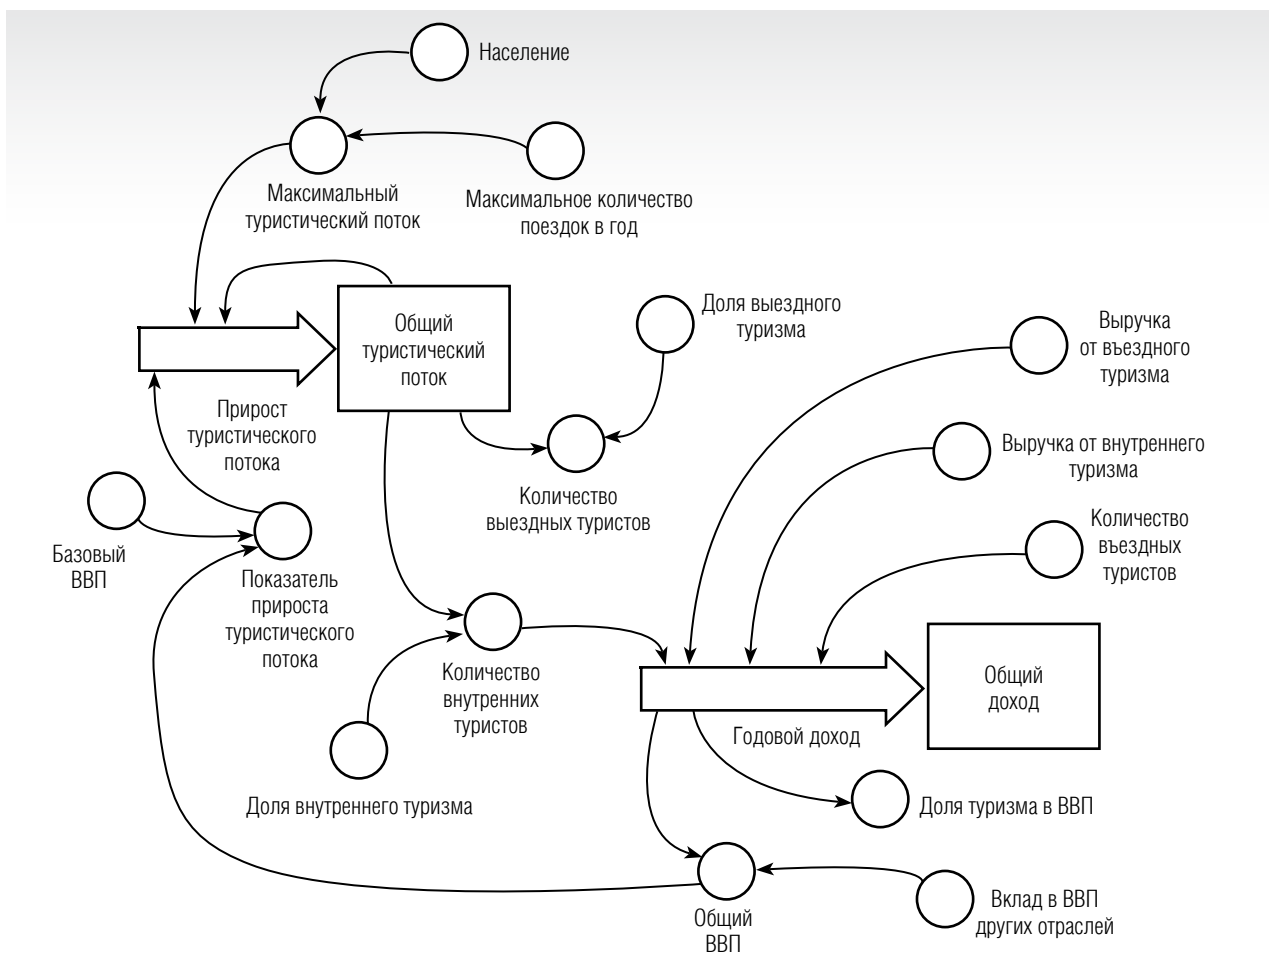 Население
Максимальный
туристический поток
Максимальное количество
поездок в год
Общий
туристический
поток
Доля выездного
туризма
Выручка
от въездного
туризма
Прирост
туристического
потока
Выручка от внутреннего
туризма
Количество
выездных туристов
Количество
въездных
туристов
Базовый
ВВП
Показатель
прироста
туристического
потока
Количество
внутренних
туристов
Общий
доход
Годовой доход
Доля внутреннего туризма
Доля туризма в ВВП
Общий
ВВП
Вклад в ВВП
других отраслей